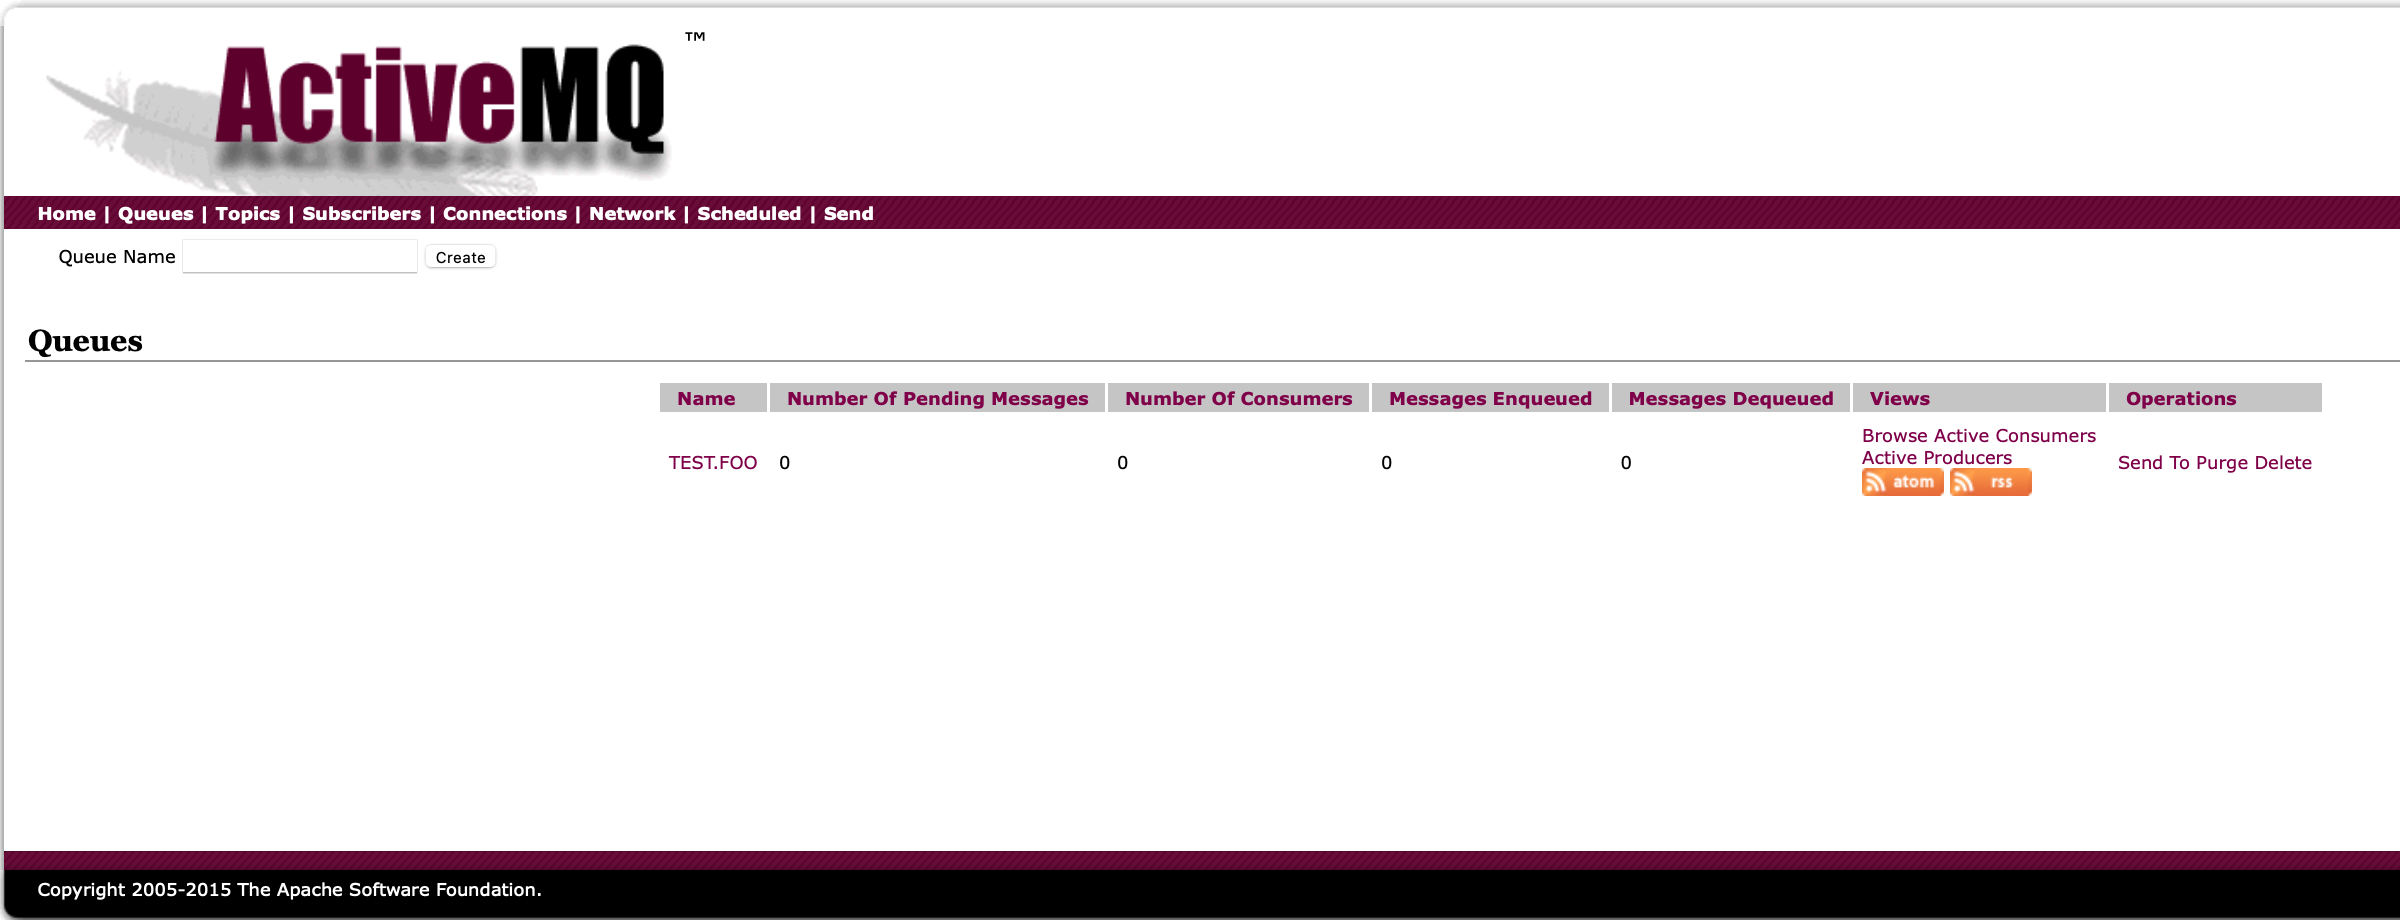 ActiveMQ ™
Home | Queues | Topics | Subscribers | Connections | Network | Scheduled | Send
Queue Name Create
Queues
Name Number Of Pending Messages Number Of Consumers Messages Enqueued Messages Dequeued Views Operations
TEST.FOO 0 0 0 0 Browse Active Consumers
Active Producers
atom rss
Send To Purge Delete
Copyright 2005-2015 The Apache Software Foundation.